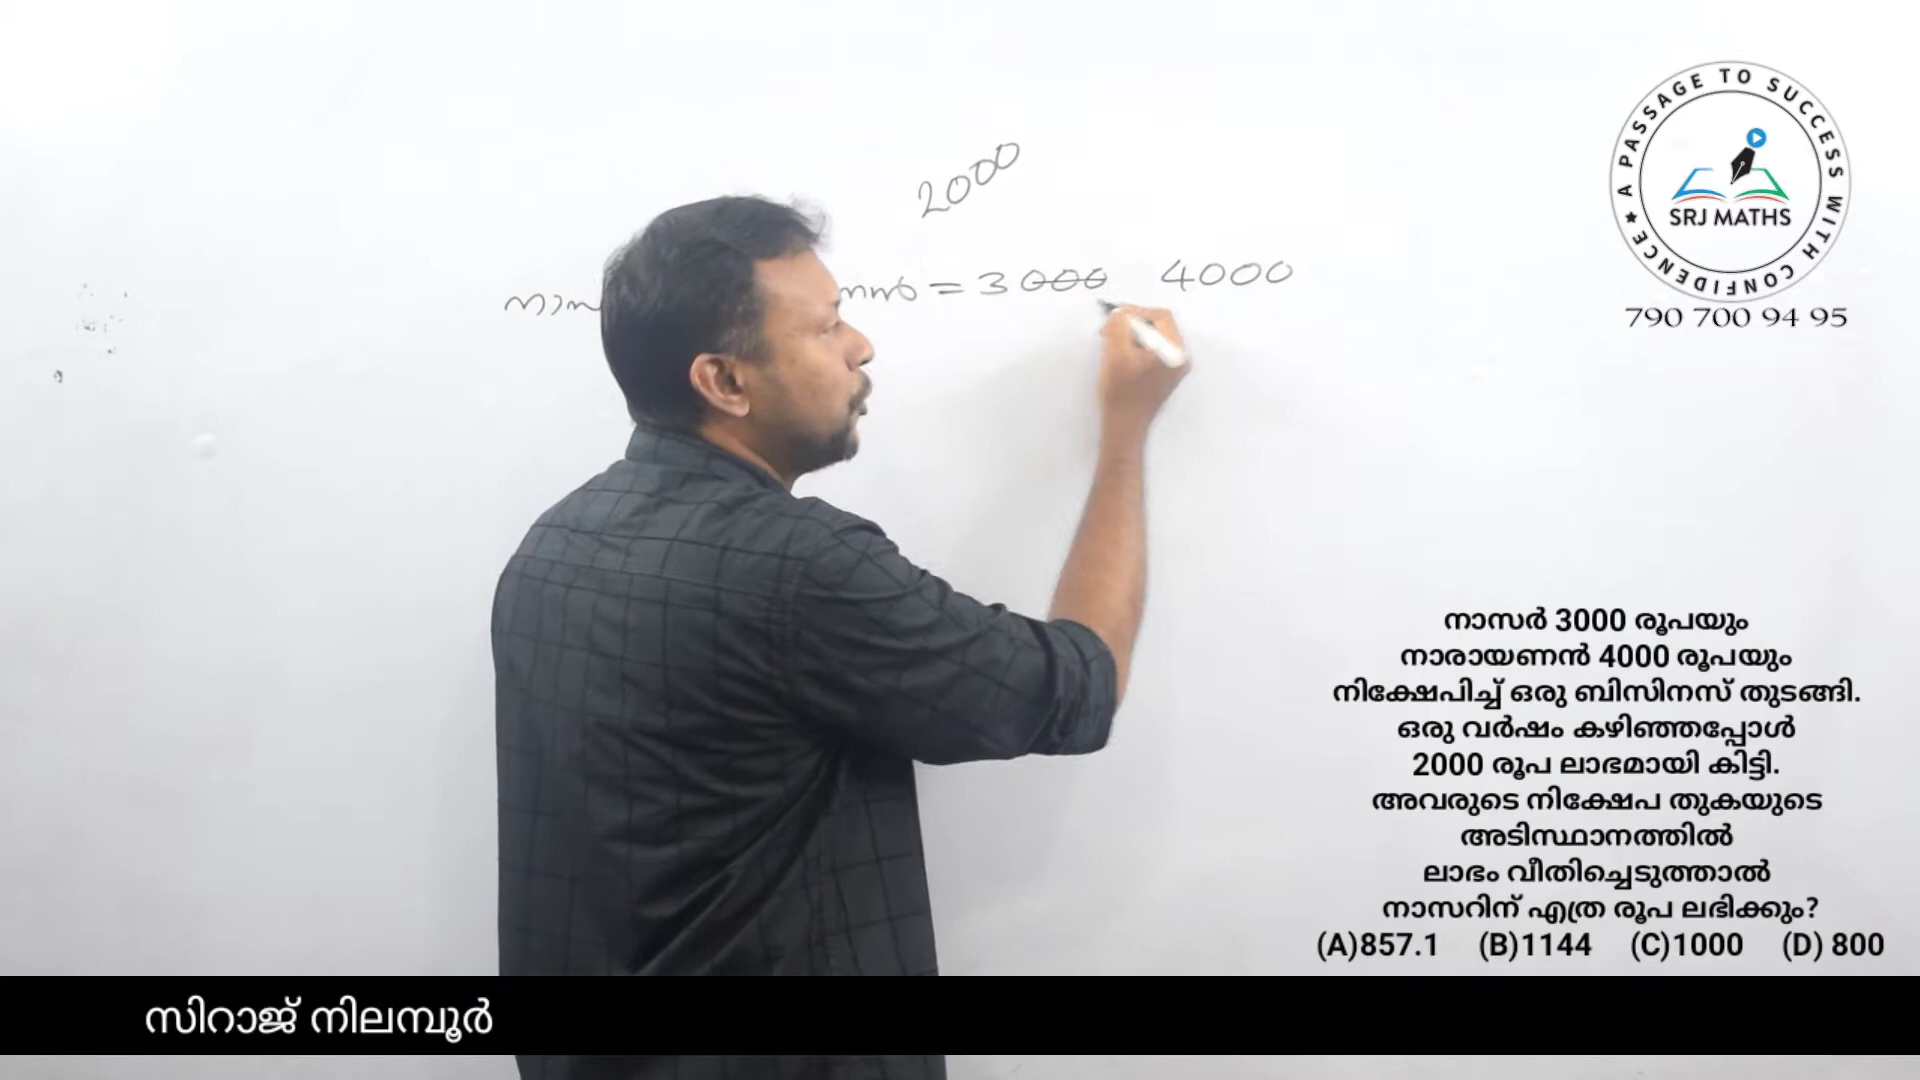 2000
= 3000 4000
A PASSAGE TO SUCCESS WITH CONFIDENCE
SRJ MATHS
790 700 94 95
നാസർ 3000 രൂപയും
നാരായണൻ 4000 രൂപയും
നിക്ഷേപിച്ച് ഒരു ബിസിനസ് തുടങ്ങി.
ഒരു വർഷം കഴിഞ്ഞപ്പോൾ
2000 രൂപ ലാഭമായി കിട്ടി.
അവരുടെ നിക്ഷേപ തുകയുടെ
അടിസ്ഥാനത്തിൽ
ലാഭം വീതിച്ചെടുത്താൽ
നാസറിന് എത്ര രൂപ ലഭിക്കും?
(A)857.1 (B)1144 (C)1000 (D) 800
സിറാജ് നിലമ്പൂർ